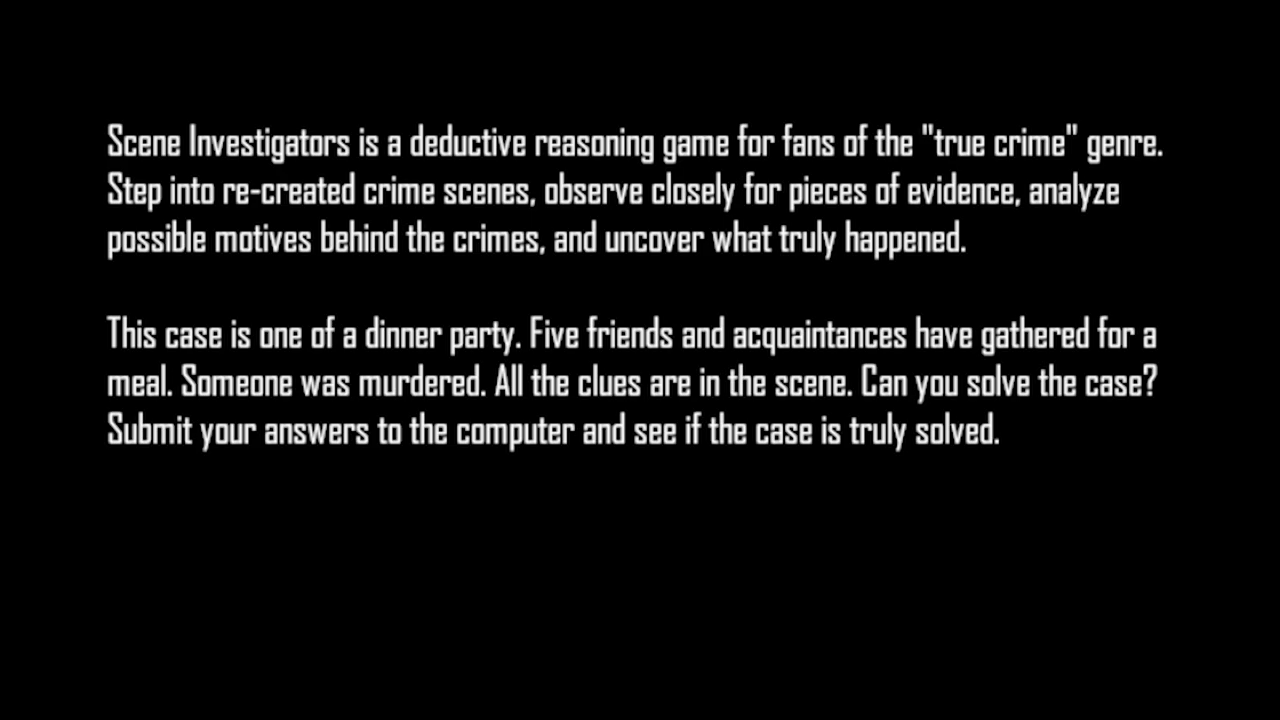 Scene Investigators is a deductive reasoning game for fans of the "true crime" genre.
Step into re-created crime scenes, observe closely for pieces of evidence, analyze
possible motives behind the crimes, and uncover what truly happened.
This case is one of a dinner party. Five friends and acquaintances have gathered for a
meal. Someone was murdered. All the clues are in the scene. Can you solve the case?
Submit your answers to the computer and see if the case is truly solved.